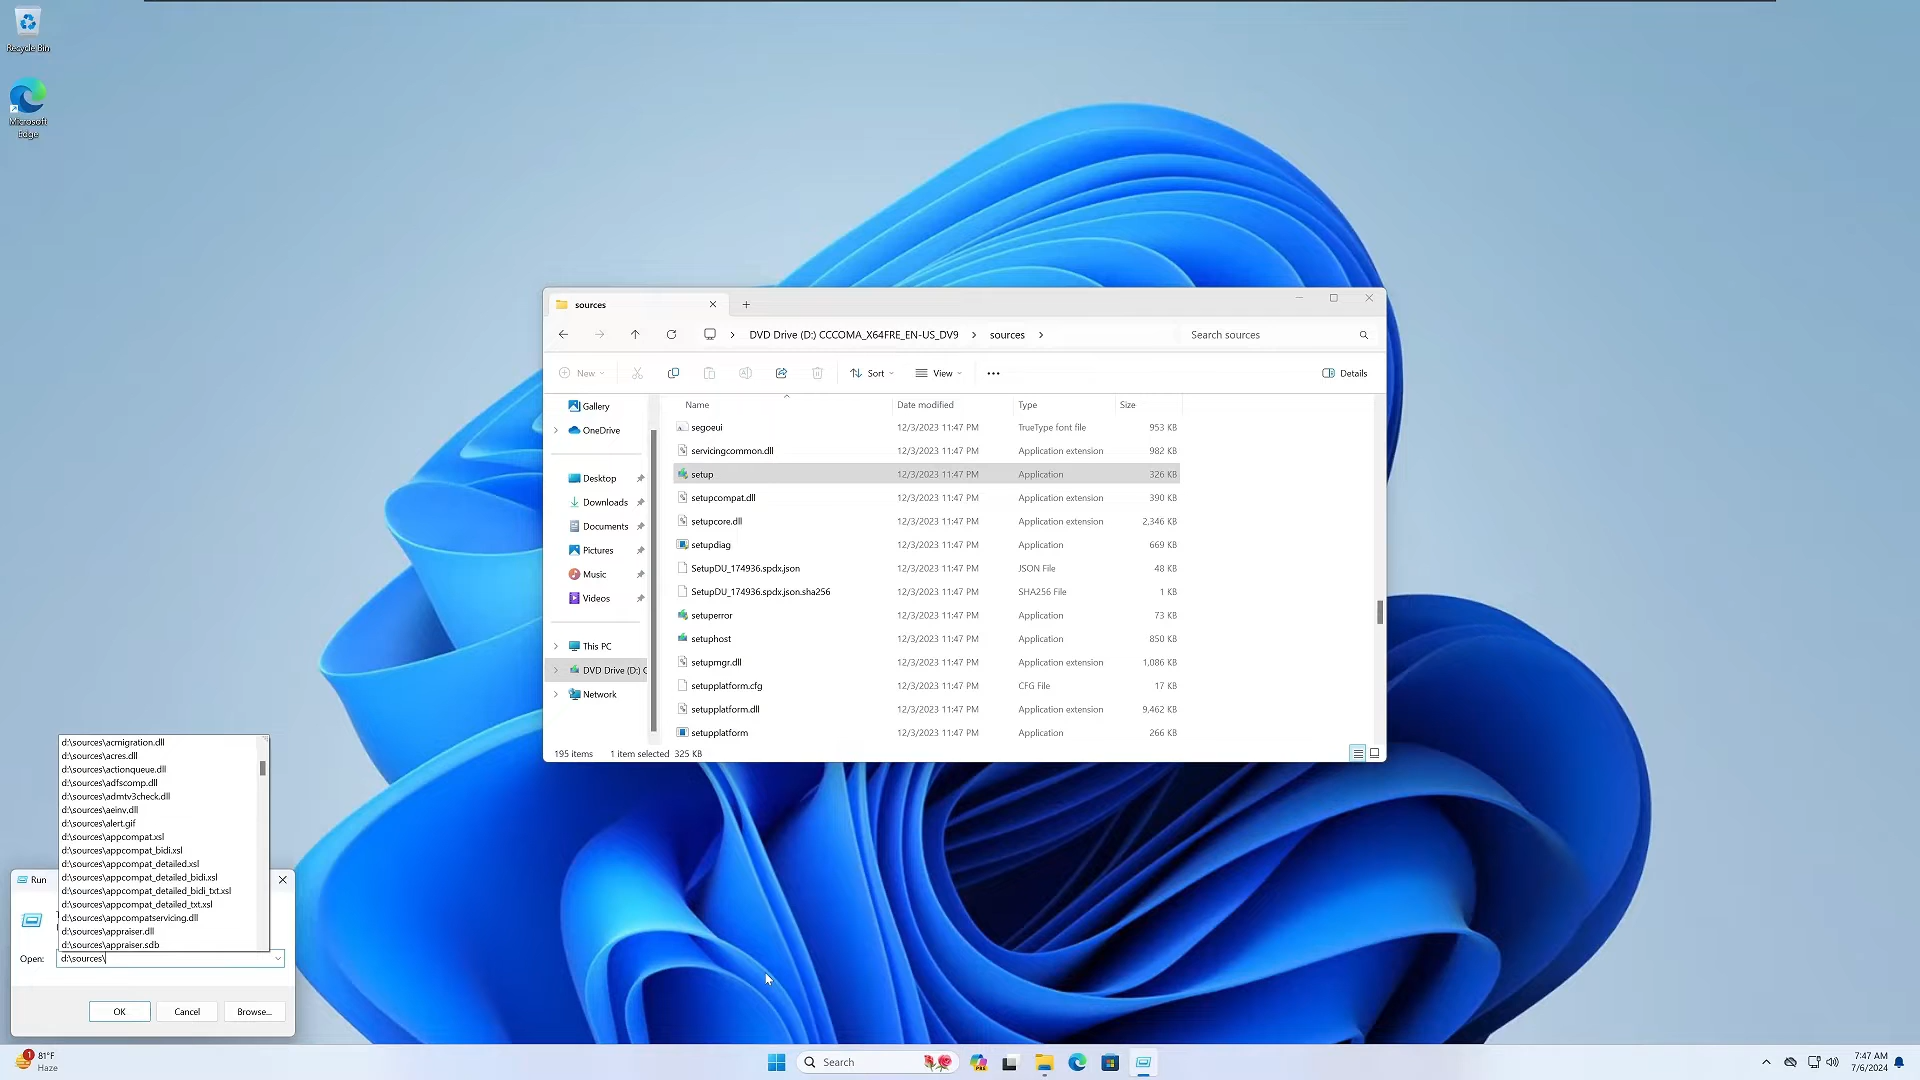 Recycle Bin
Microsoft
Edge
sources
DVD Drive (D:) CCCOMA_X64FRE_EN-US_DV9
sources
Search sources
New
Sort
View
Details
Gallery
OneDrive
Desktop
Downloads
Documents
Pictures
Music
Videos
This PC
DVD Drive (D:) C
Network
Name Date modified Type Size
segoeui 12/3/2023 11:47 PM TrueType font file 953 KB
servicingcommon.dll 12/3/2023 11:47 PM Application extension 982 KB
setup 12/3/2023 11:47 PM Application 326 KB
setupcompat.dll 12/3/2023 11:47 PM Application extension 390 KB
setupcore.dll 12/3/2023 11:47 PM Application extension 2,346 KB
setupdiag 12/3/2023 11:47 PM Application 669 KB
SetupDU_174936.spdx.json 12/3/2023 11:47 PM JSON File 48 KB
SetupDU_174936.spdx.json.sha256 12/3/2023 11:47 PM SHA256 File 1 KB
setuperror 12/3/2023 11:47 PM Application 73 KB
setuphost 12/3/2023 11:47 PM Application 850 KB
setupmgr.dll 12/3/2023 11:47 PM Application extension 1,086 KB
setupplatform.cfg 12/3/2023 11:47 PM CFG File 17 KB
setupplatform.dll 12/3/2023 11:47 PM Application extension 9,462 KB
setupplatform 12/3/2023 11:47 PM Application 266 KB
195 items 1 item selected 325 KB
d:\sources\acmigration.dll
d:\sources\acres.dll
d:\sources\actionqueue.dll
d:\sources\adfscomp.dll
d:\sources\admtv3check.dll
d:\sources\aeinv.dll
d:\sources\alert.gif
d:\sources\appcompat.xsl
d:\sources\appcompat_bidi.xsl
d:\sources\appcompat_detailed.xsl
d:\sources\appcompat_detailed_bidi.xsl
d:\sources\appcompat_detailed_bidi_txt.xsl
d:\sources\appcompat_detailed_txt.xsl
d:\sources\appcompatservicing.dll
d:\sources\appraiser.dll
d:\sources\appraiser.sdb
Run
Open: d:\sources\
OK Cancel Browse...
1
81°F
Haze
Search
PRE
7:47 AM
7/6/2024